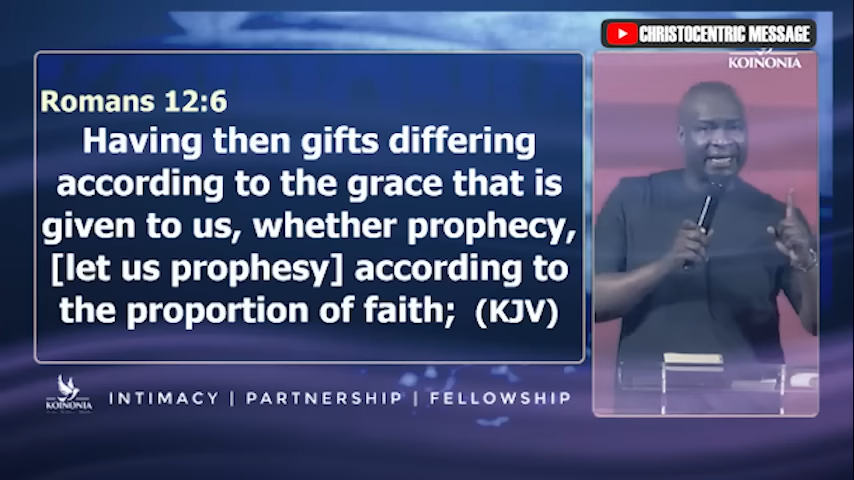 CHRISTOCENTRIC MESSAGE
KOINONIA
Romans 12:6
Having then gifts differing
according to the grace that is
given to us, whether prophecy,
[let us prophesy] according to
the proportion of faith; (KJV)
KOINONIA
INTIMACY | PARTNERSHIP | FELLOWSHIP